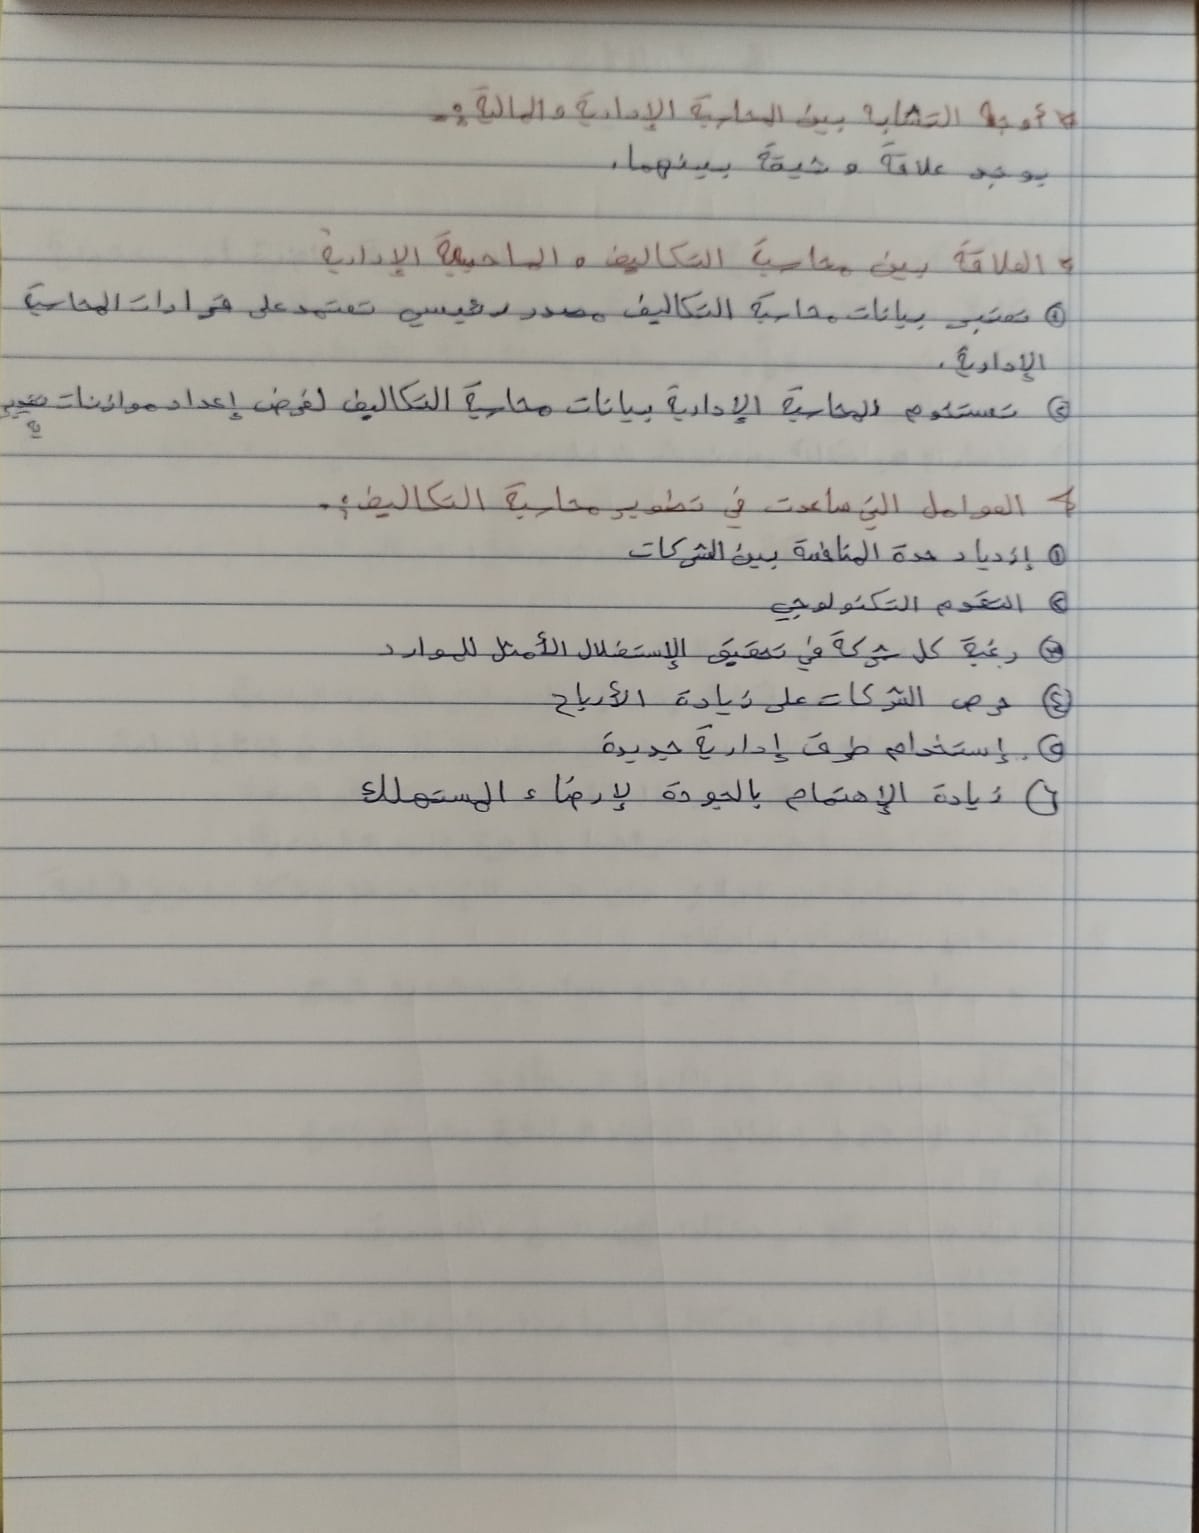 * أوجه التشابه بين المحاسبة الإدارية والمالية :-
يوجد علاقة وثيقة بينهما.
* العلاقة بين محاسبة التكاليف و الماحبة الإدارية
① تعتبر بيانات محاسبة التكاليف مصدر رئيسي تعتمد على قرارات المحاسبة
الإدارية.
② تستخدم المحاسبة الإدارية بيانات محاسبة التكاليف لغرض إعداد موازنات
* العوامل التي ساعدت في تطوير محاسبة التكاليف :-
① إزدياد حدة المنافسة بين الشركات
② التقدم التكنولوجي
③ رغبة كل شركة في تحقيق الإستغلال الأمثل للموارد
④ حرص الشركات على زيادة الأرباح
⑤ إستخدام طرق إدارية جديدة
⑥ زيادة الإهتمام بالجودة لإرضاء المستهلك